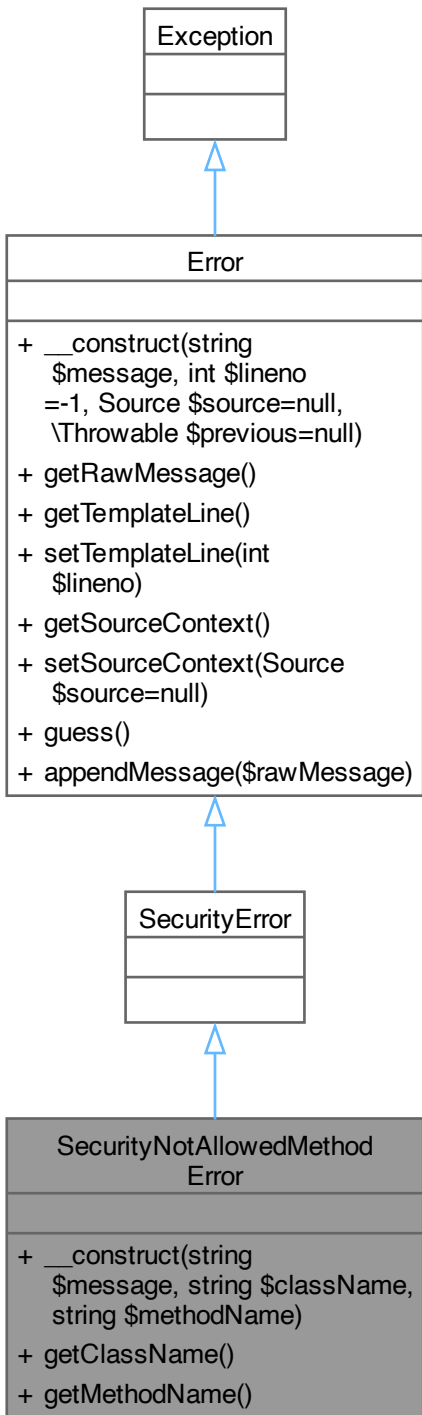 Exception
Error
+ __construct(string
$message, int $lineno
=-1, Source $source=null,
\Throwable $previous=null)
+ getRawMessage()
+ getTemplateLine()
+ setTemplateLine(int
$lineno)
+ getSourceContext()
+ setSourceContext(Source
$source=null)
+ guess()
+ appendMessage($rawMessage)
SecurityError
SecurityNotAllowedMethod
Error
+ __construct(string
$message, string $className,
string $methodName)
+ getClassName()
+ getMethodName()